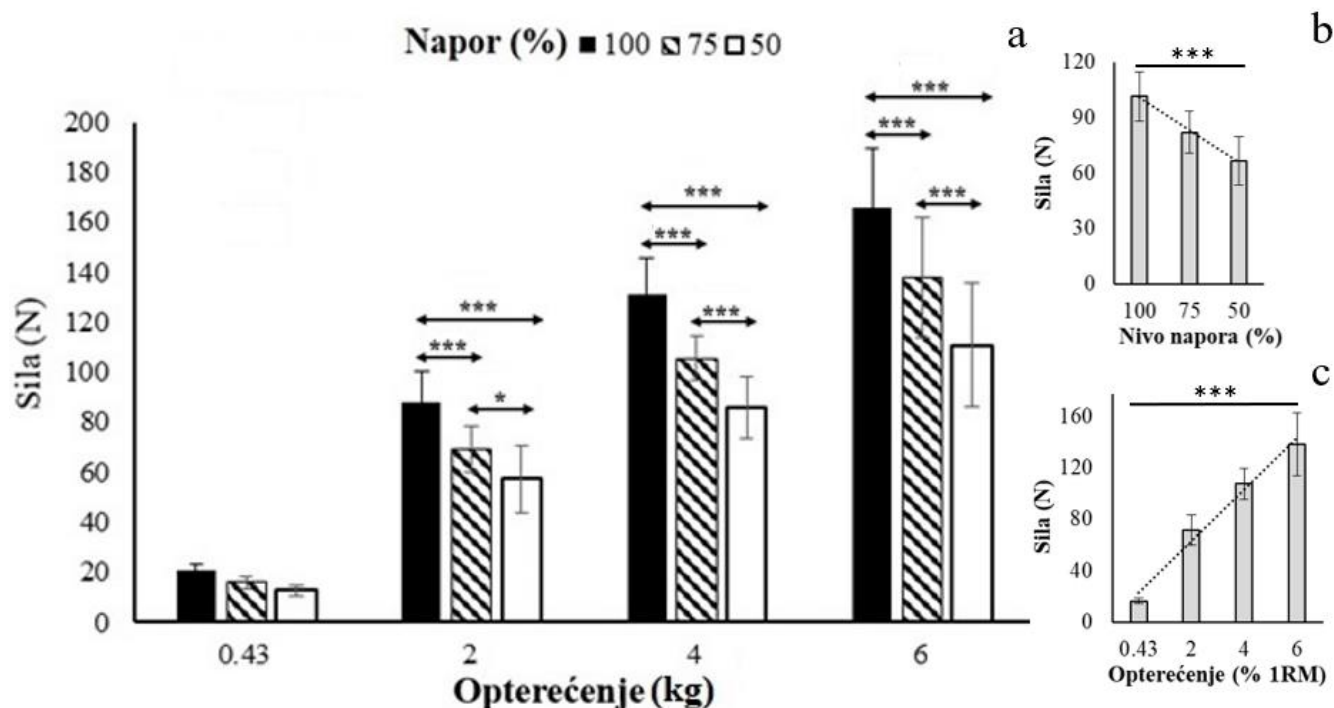 Napor (%) 100 75 50
a
Sila (N)
200
180
160
140
120
100
80
60
40
20
0
***
***
*
***
***
***
***
***
***
0.43 2 4 6
Opterećenje (kg)
b
Sila (N)
120
90
60
30
0
***
100 75 50
Nivo napora (%)
c
Sila (N)
160
120
80
40
0
***
0.43 2 4 6
Opterećenje (% 1RM)